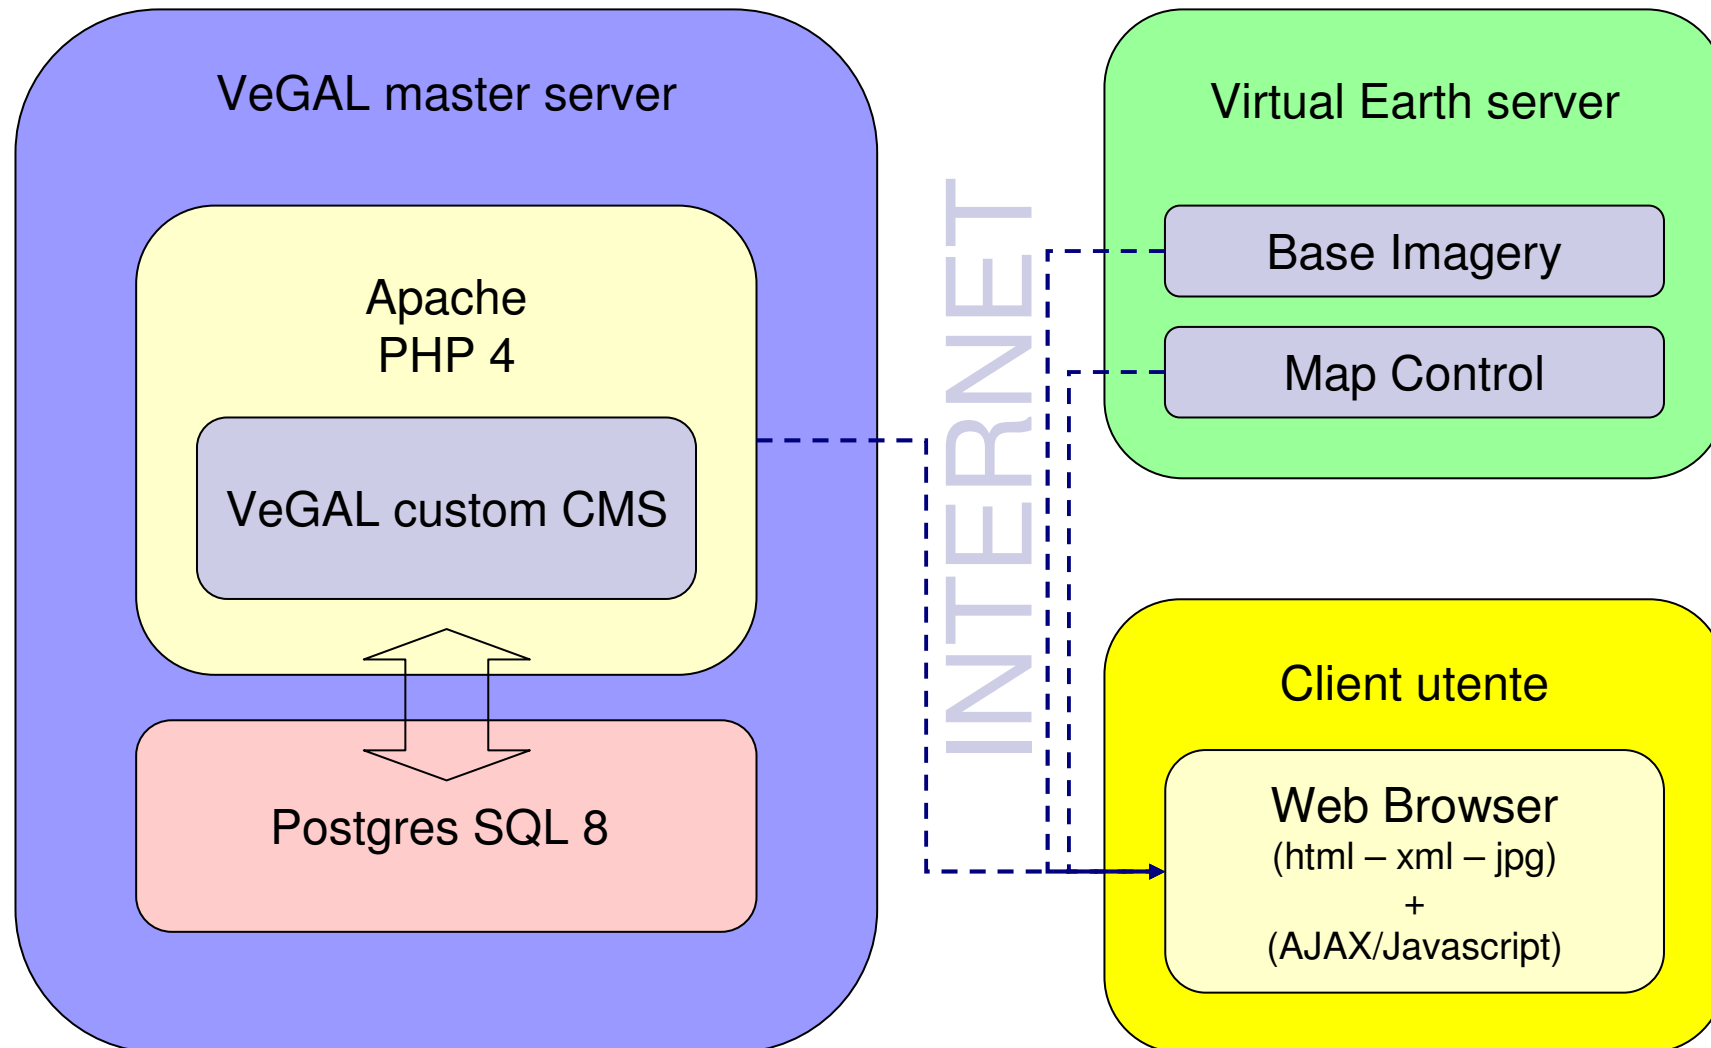 VeGAL master server
Apache
PHP 4
VeGAL custom CMS
Postgres SQL 8
INTERNET
Virtual Earth server
Base Imagery
Map Control
Client utente
Web Browser
(html – xml – jpg)
+
(AJAX/Javascript)